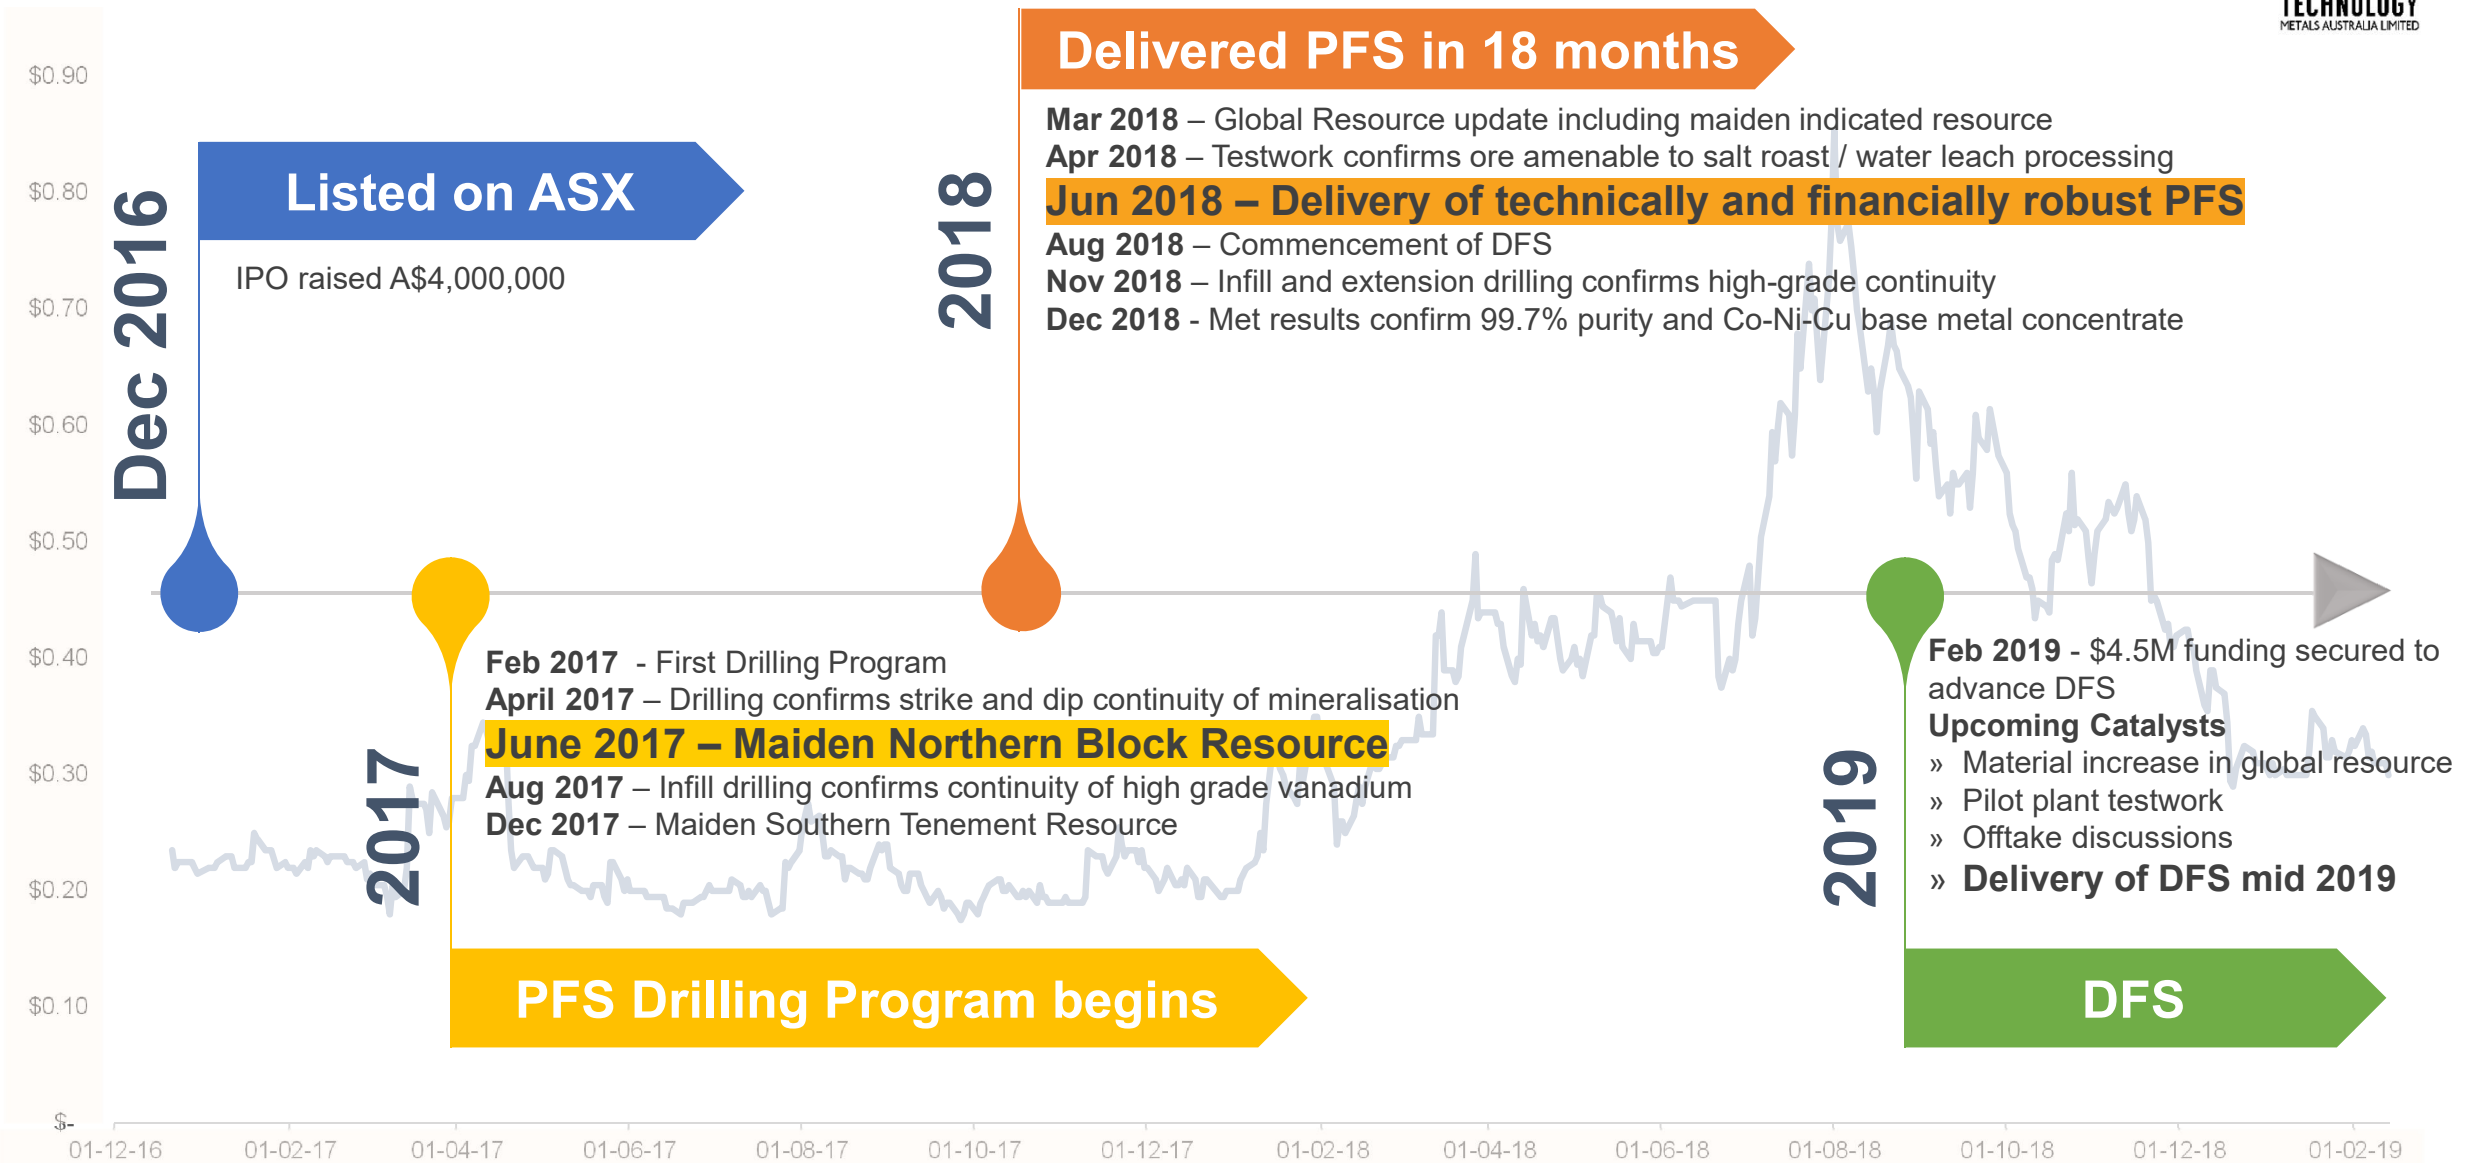 TECHNOLOGY
METALS AUSTRALIA LIMITED
Delivered PFS in 18 months
Mar 2018 – Global Resource update including maiden indicated resource
Apr 2018 – Testwork confirms ore amenable to salt roast / water leach processing
Jun 2018 – Delivery of technically and financially robust PFS
Aug 2018 – Commencement of DFS
Nov 2018 – Infill and extension drilling confirms high-grade continuity
Dec 2018 - Met results confirm 99.7% purity and Co-Ni-Cu base metal concentrate
2018
Listed on ASX
IPO raised A$4,000,000
Dec 2016
Feb 2017 - First Drilling Program
April 2017 – Drilling confirms strike and dip continuity of mineralisation
June 2017 – Maiden Northern Block Resource
Aug 2017 – Infill drilling confirms continuity of high grade vanadium
Dec 2017 – Maiden Southern Tenement Resource
2017
PFS Drilling Program begins
Feb 2019 - $4.5M funding secured to
advance DFS
Upcoming Catalysts
» Material increase in global resource
» Pilot plant testwork
» Offtake discussions
» Delivery of DFS mid 2019
2019
DFS
$0.90
$0.80
$0.70
$0.60
$0.50
$0.40
$0.30
$0.20
$0.10
$-
01-12-16
01-02-17
01-04-17
01-06-17
01-08-17
01-10-17
01-12-17
01-02-18
01-04-18
01-06-18
01-08-18
01-10-18
01-12-18
01-02-19